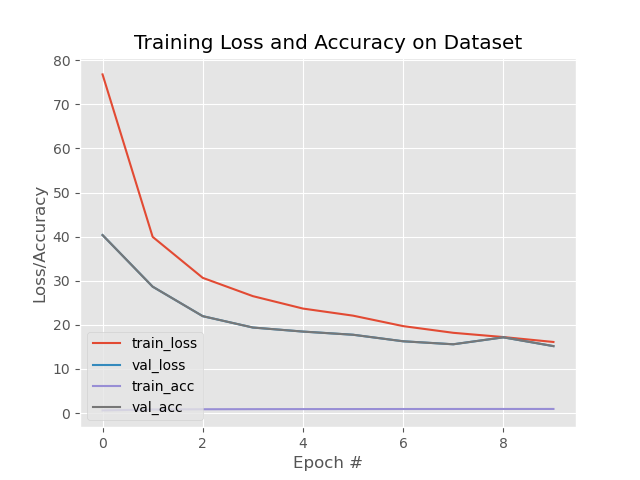 Training Loss and Accuracy on Dataset
80
70
60
50
40
30
20
10
0
Loss/Accuracy
train_loss
val_loss
train_acc
val_acc
0 2 4 6 8
Epoch #